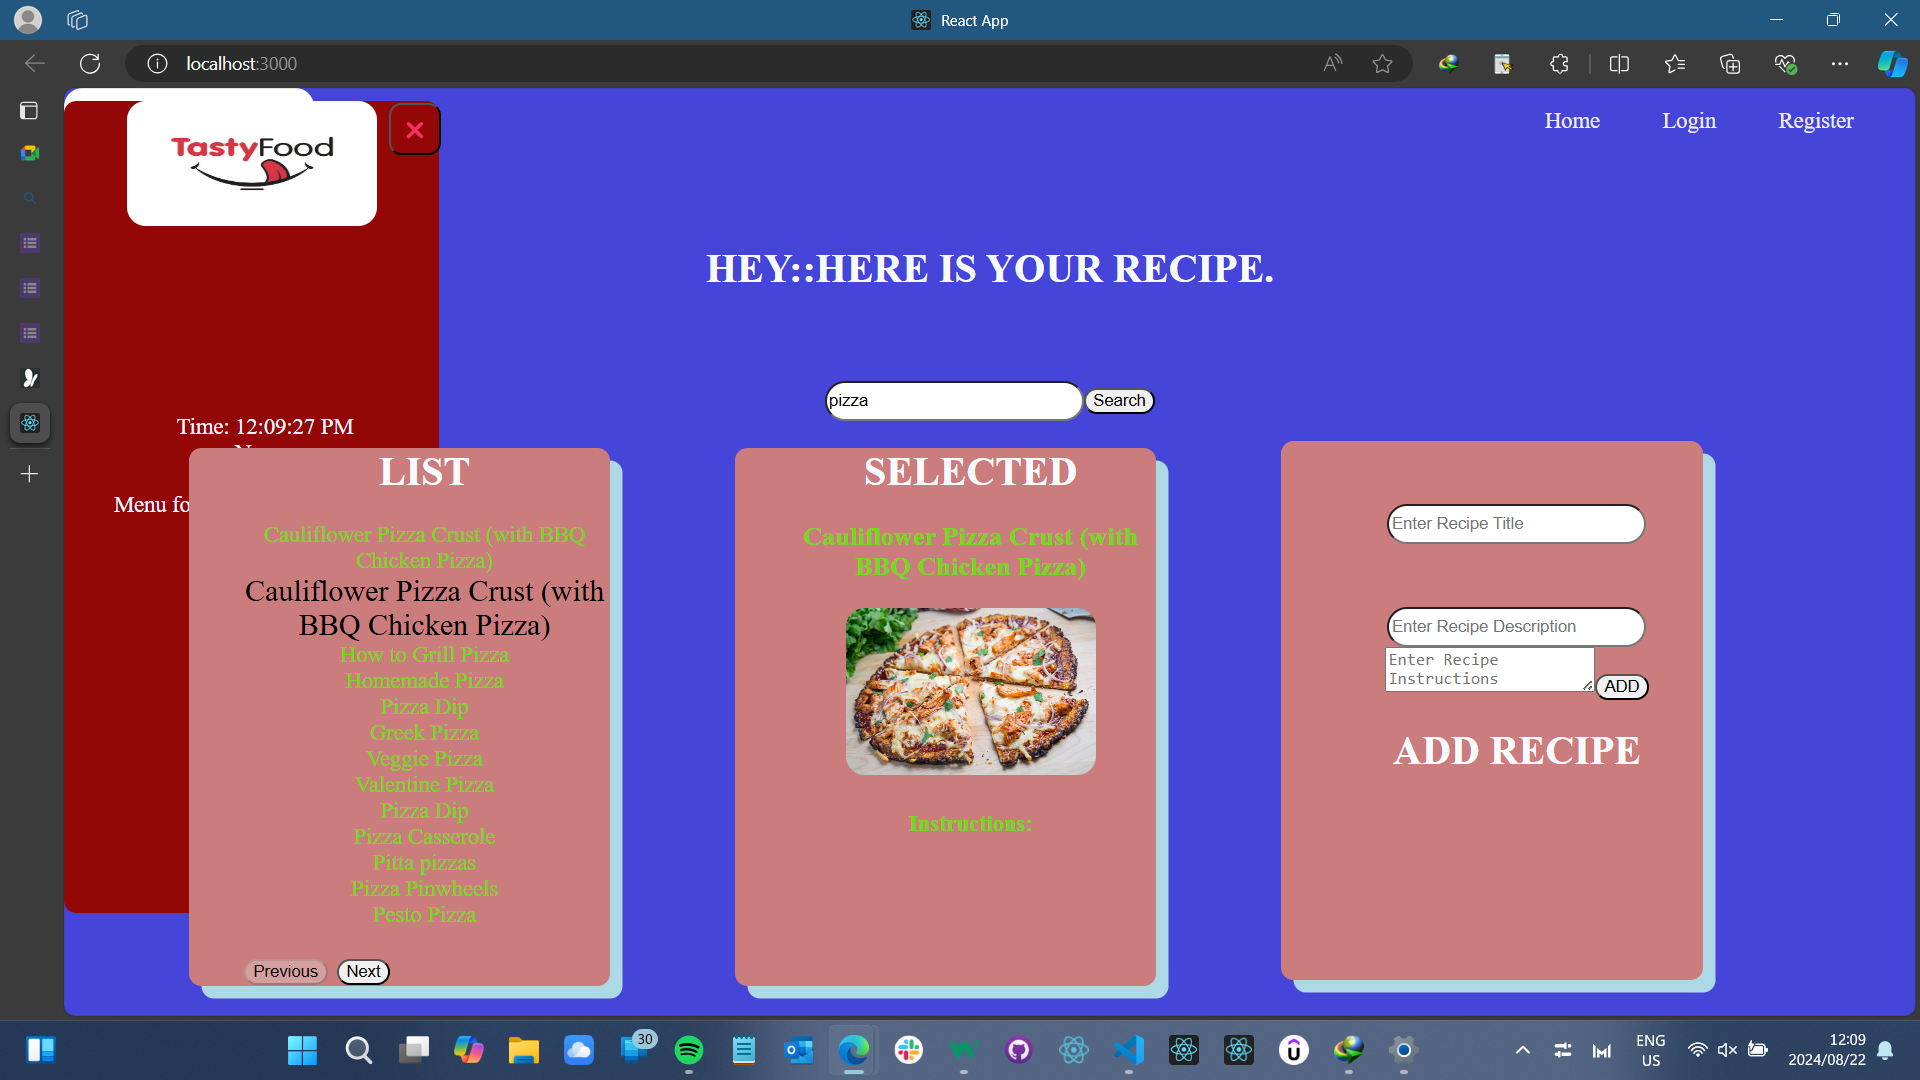 React App
localhost:3000
Home
Login
Register
TastyFood
HEY::HERE IS YOUR RECIPE.
pizza
Search
Time: 12:09:27 PM
Menu fo
LIST
Cauliflower Pizza Crust (with BBQ
Chicken Pizza)
Cauliflower Pizza Crust (with
BBQ Chicken Pizza)
How to Grill Pizza
Homemade Pizza
Pizza Dip
Greek Pizza
Veggie Pizza
Valentine Pizza
Pizza Dip
Pizza Casserole
Pitta pizzas
Pizza Pinwheels
Pesto Pizza
Previous
Next
SELECTED
Cauliflower Pizza Crust (with
BBQ Chicken Pizza)
Instructions:
Enter Recipe Title
Enter Recipe Description
Enter Recipe
Instructions
ADD
ADD RECIPE
30
ENG
US
12:09
2024/08/22